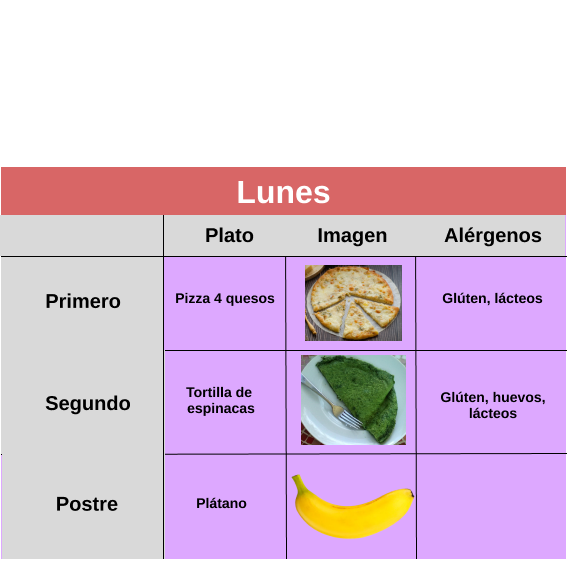 Lunes
Plato Imagen Alérgenos
Primero Pizza 4 quesos Glúten, lácteos
Segundo Tortilla de espinacas Glúten, huevos, lácteos
Postre Plátano